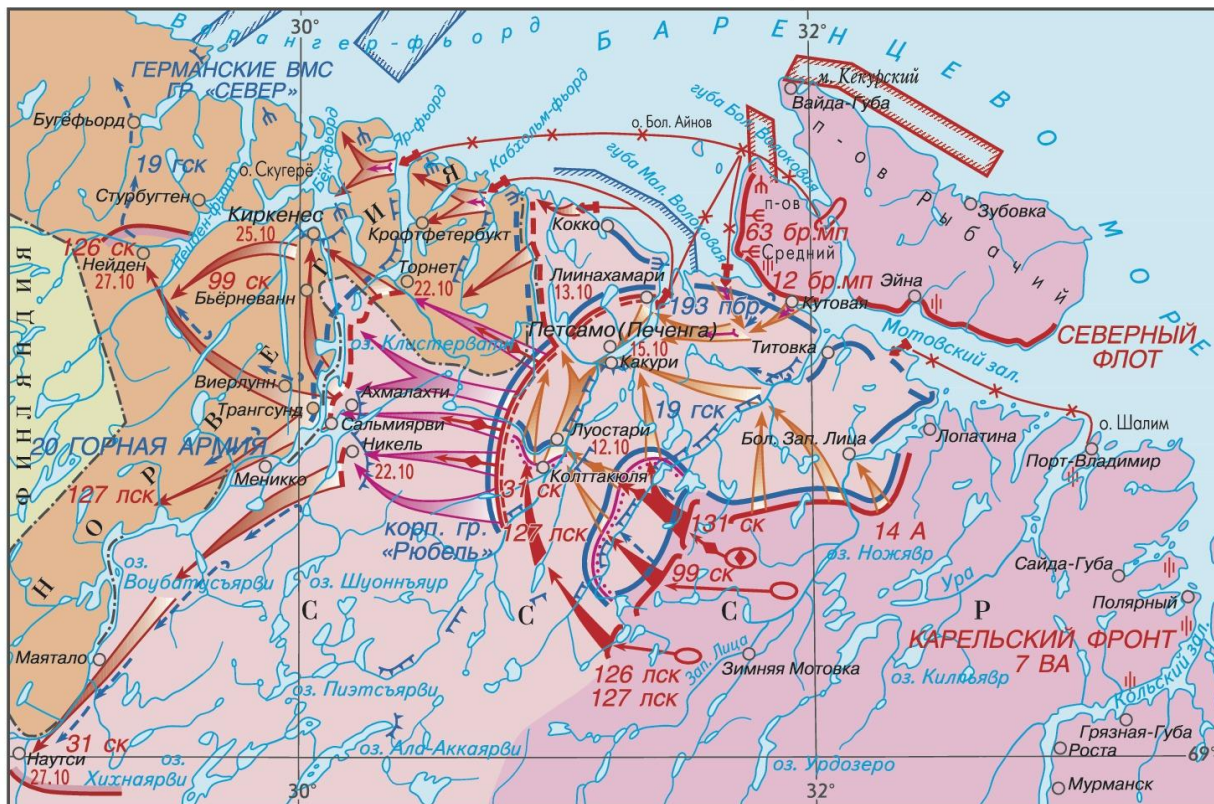 30°
32°
Варангер-фьорд
БАРЕНЦЕВО МОРЕ
ГЕРМАНСКИЕ ВМС
ГР. «СЕВЕР»
м. Кекурский
Вайда-Губа
Бугёфьорд
Бёк-фьорд
Яр-фьорд
Кабхольм-фьорд
о. Бол. Айнов
губа Бол. Волоковая
19 гск
о. Скугерё
губа Мал. Волоковая
п-ов Рыбачий
Стурбугтен
Нейден-фьорд
п-ов
Средний
Зубовка
Киркенес
25.10
Крофтфетербукт
Кокко
63 бр.мп
126 ск
Нейден
27.10
99 ск
Торнет
22.10
Лиинахамари
13.10
12 бр.мп
Эйна
Бьёрневанн
193 пбр
Кутовая
СЕВЕРНЫЙ
ФЛОТ
Петсамо (Печенга)
15.10
оз. Клистерватн
Какури
Титовка
Мотовский зал.
ФИНЛЯНДИЯ
НОРВЕГИЯ
Виерлунн
Ахмалахти
Трангсунд
Сальмиярви
19 гск
о. Шалим
20 ГОРНАЯ АРМИЯ
Никель
22.10
Луостари
12.10
Бол. Зап. Лица
Лопатина
Порт-Владимир
Меникко
Колттакюля
127 лск
31 ск
корп. гр.
«Рюбель»
127 лск
131 ск
14 А
оз. Ножявр
оз.
Воубатусъярви
оз. Шуоннъяур
99 ск
Ура
Сайда-Губа
С С С Р
Полярный
КАРЕЛЬСКИЙ ФРОНТ
7 ВА
Маятало
Зап. Лица
Зимняя Мотовка
126 лск
127 лск
оз. Килпъявр
Кольский зал.
оз. Пиэтсъярви
31 ск
Наутси
27.10
оз.
Хихнаярви
оз. Ала-Аккаярви
оз. Урдозеро
Грязная-Губа
Роста
69°
Мурманск
30°
32°